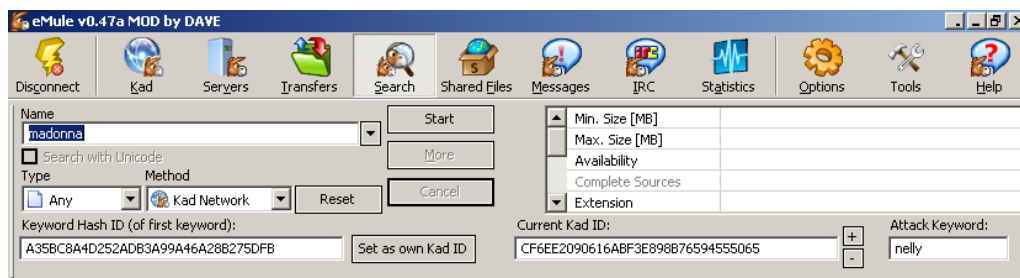 eMule v0.47a MOD by DAVE
Disconnect Kad Servers Transfers Search Shared Files Messages IRC Statistics Options Tools Help
Name
madonna
Start
Min. Size [MB]
Max. Size [MB]
Search with Unicode
More
Availability
Type Method
Complete Sources
Any Kad Network Reset Cancel
Extension
Keyword Hash ID (of first keyword): Current Kad ID: Attack Keyword:
A35BC8A4D252ADB3A99A46A28B275DFB Set as own Kad ID CF6EE2090616ABF3E898B76594555065 + - nelly